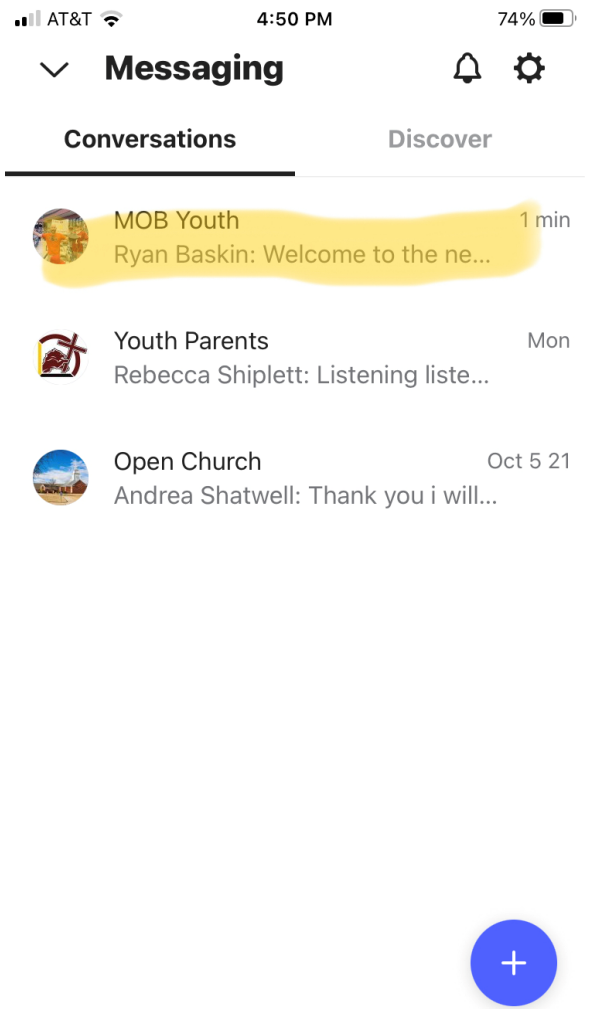 AT&T 4:50 PM 74%
Messaging
Conversations Discover
MOB Youth 1 min
Ryan Baskin: Welcome to the ne...
Youth Parents Mon
Rebecca Shiplett: Listening liste...
Open Church Oct 5 21
Andrea Shatwell: Thank you i will...